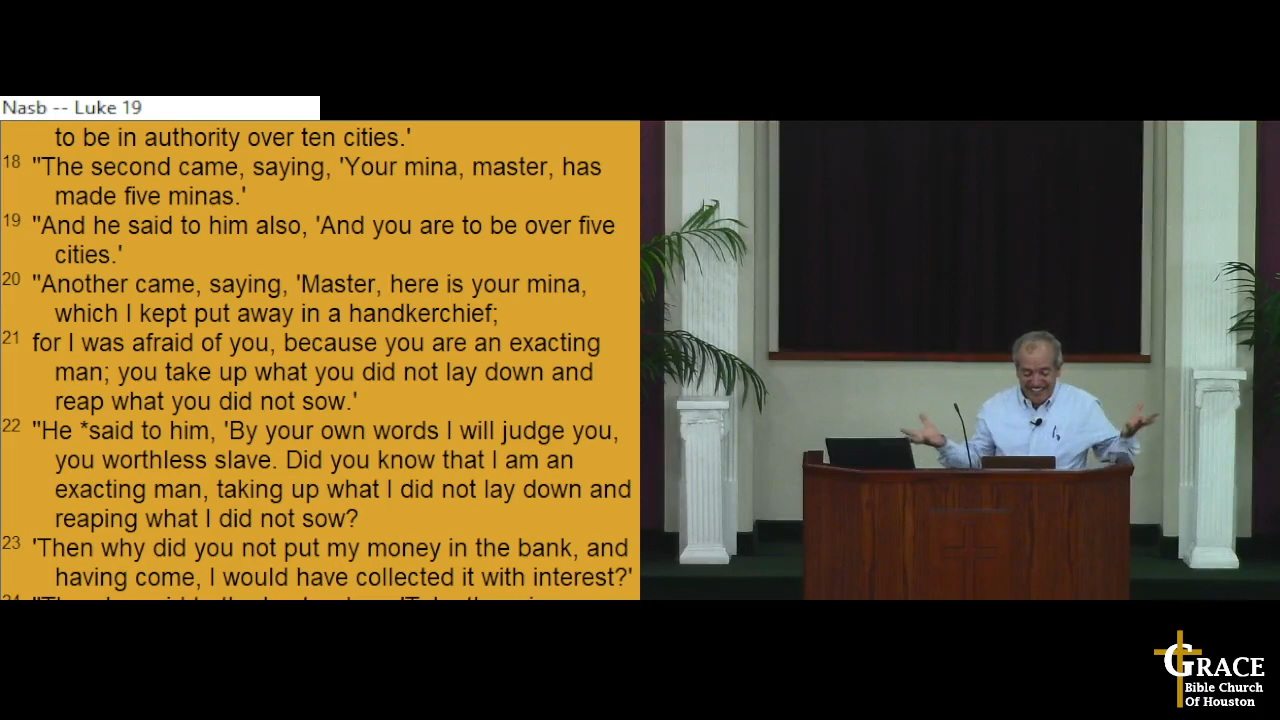 Nasb -- Luke 19
to be in authority over ten cities.'
18 "The second came, saying, 'Your mina, master, has
made five minas.'
19 "And he said to him also, 'And you are to be over five
cities.'
20 "Another came, saying, 'Master, here is your mina,
which I kept put away in a handkerchief;
21 for I was afraid of you, because you are an exacting
man; you take up what you did not lay down and
reap what you did not sow.'
22 "He *said to him, 'By your own words I will judge you,
you worthless slave. Did you know that I am an
exacting man, taking up what I did not lay down and
reaping what I did not sow?
23 'Then why did you not put my money in the bank, and
having come, I would have collected it with interest?'
GRACE
Bible Church
Of Houston